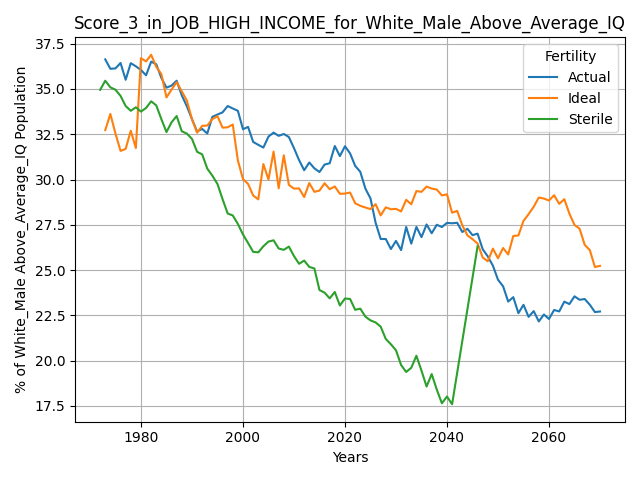 Score_3_in_JOB_HIGH_INCOME_for_White_Male_Above_Average_IQ
% of White_Male Above_Average_IQ Population
37.5
35.0
32.5
30.0
27.5
25.0
22.5
20.0
17.5
Fertility
Actual
Ideal
Sterile
1980
2000
2020
2040
2060
Years